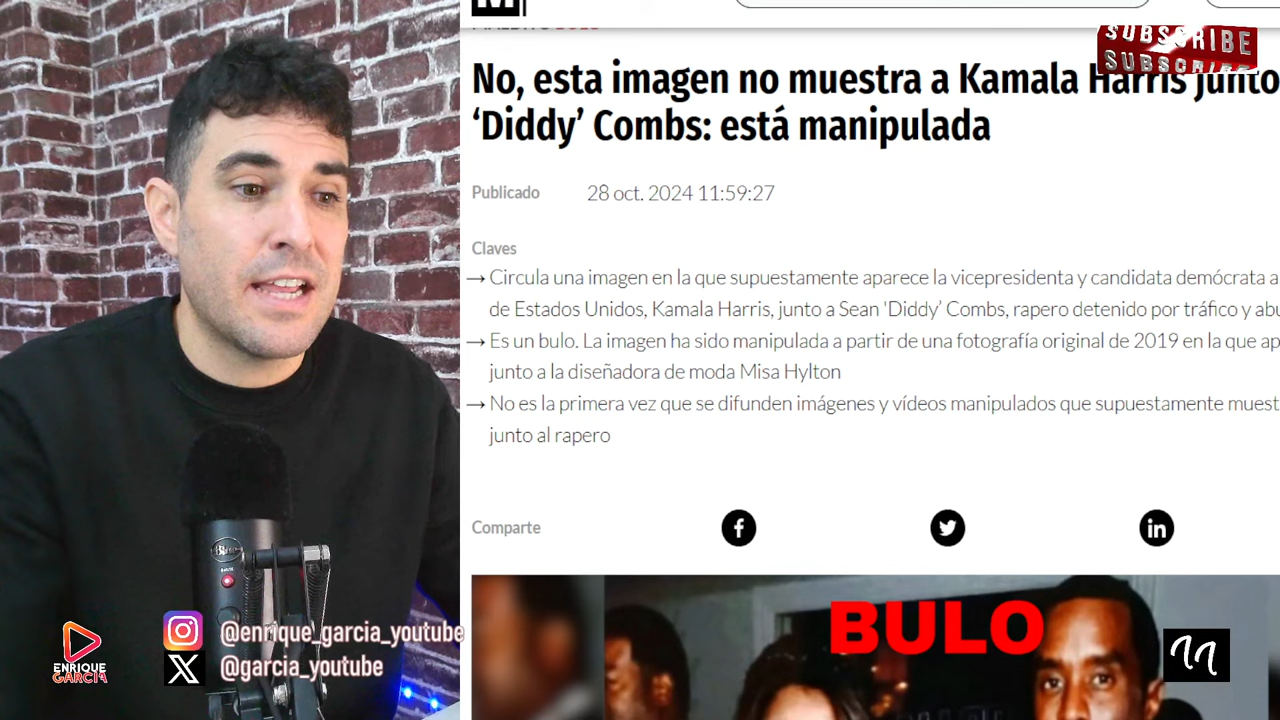 SUBSCRIBE
SUBSCRIBE
No, esta imagen no muestra a Kamala Harris junto
‘Diddy’ Combs: está manipulada
Publicado 28 oct. 2024 11:59:27
Claves
→ Circula una imagen en la que supuestamente aparece la vicepresidenta y candidata demócrata a
de Estados Unidos, Kamala Harris, junto a Sean 'Diddy’ Combs, rapero detenido por tráfico y
→ Es un bulo. La imagen ha sido manipulada a partir de una fotografía original de 2019 en la que
junto a la diseñadora de moda Misa Hylton
→ No es la primera vez que se difunden imágenes y vídeos manipulados que supuestamente
junto al rapero
Comparte
BULO
ENRIQUE
GARCIA
@enrique_garcia_youtube
@garcia_youtube